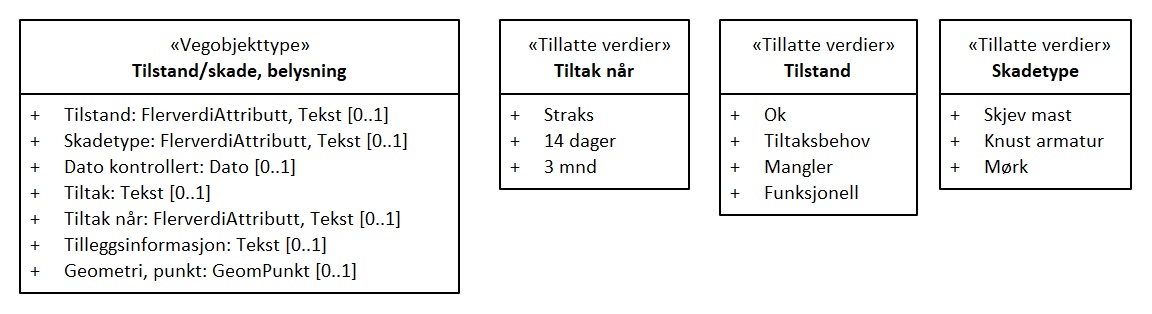 «Vegobjekttype»
Tilstand/skade, belysning
+ Tilstand: FlerverdiAttributt, Tekst [0..1]
+ Skadetype: FlerverdiAttributt, Tekst [0..1]
+ Dato kontrollert: Dato [0..1]
+ Tiltak: Tekst [0..1]
+ Tiltak når: FlerverdiAttributt, Tekst [0..1]
+ Tilleggsinformasjon: Tekst [0..1]
+ Geometri, punkt: GeomPunkt [0..1]
«Tillatte verdier»
Tiltak når
+ Straks
+ 14 dager
+ 3 mnd
«Tillatte verdier»
Tilstand
+ Ok
+ Tiltaksbehov
+ Mangler
+ Funksjonell
«Tillatte verdier»
Skadetype
+ Skjev mast
+ Knust armatur
+ Mørk